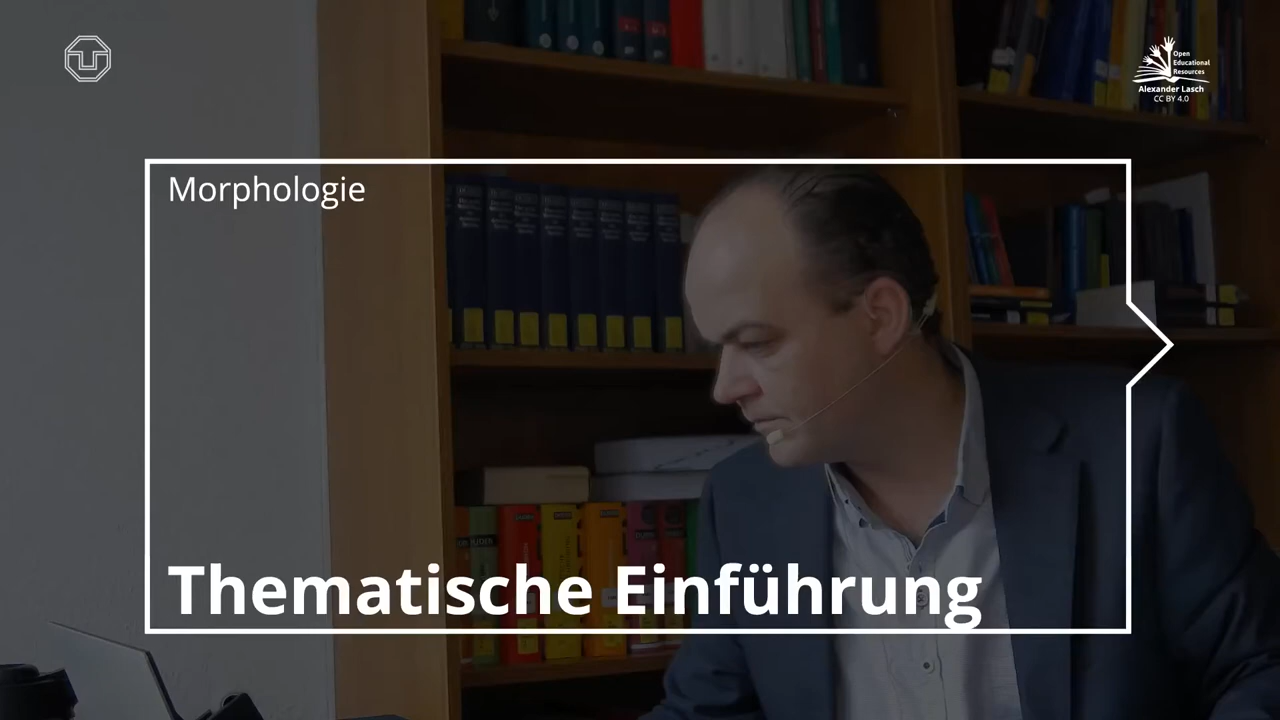 Open
Educational
Resources
Alexander Lasch
CC BY 4.0
Morphologie
Thematische Einführung